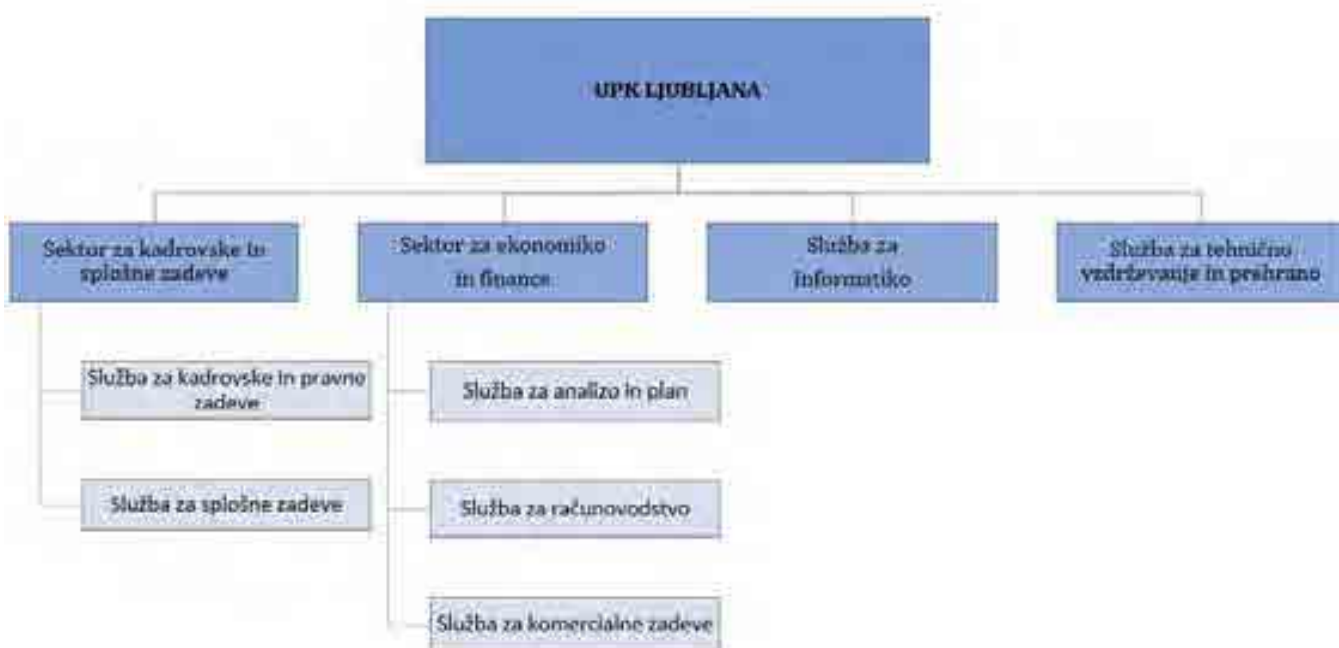 UPK LJUBLJANA
Sektor za kadrovske in
splošne zadeve
Sektor za ekonomiko
in finance
Služba za
informatiko
Služba za tehnično
vzdrževanje in prehrano
Služba za kadrovske in pravne
zadeve
Služba za splošne zadeve
Služba za analizo in plan
Služba za računovodstvo
Služba za komercialne zadeve